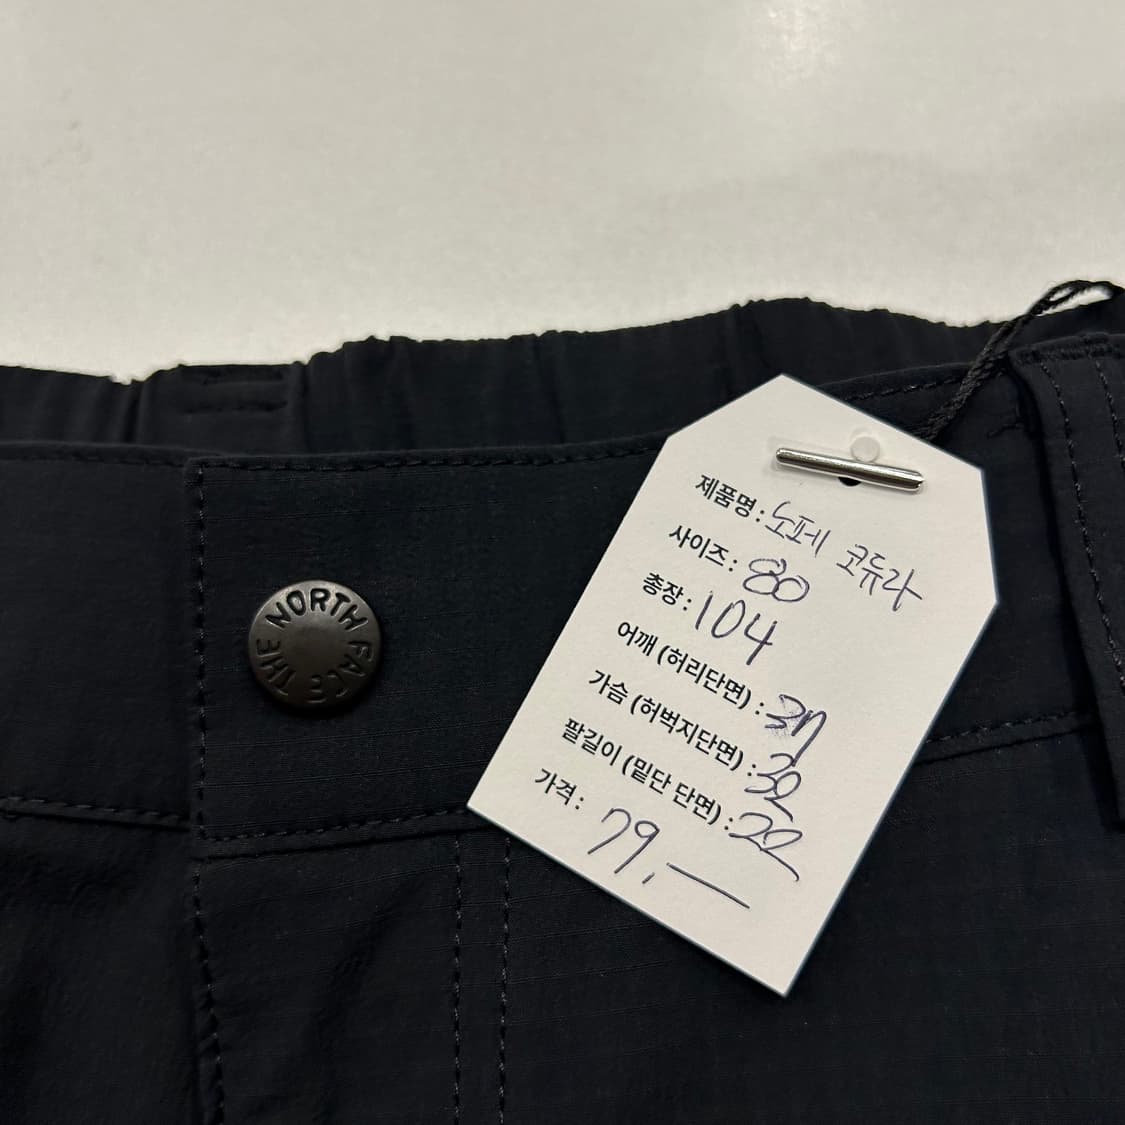 THE NORTH FACE
제품명: 노페 코듀라
사이즈: 80
총장: 104
어깨 (허리단면) : 37
가슴 (허벅지단면) : 32
팔길이 (밑단 단면) : 22
가격: 79,—